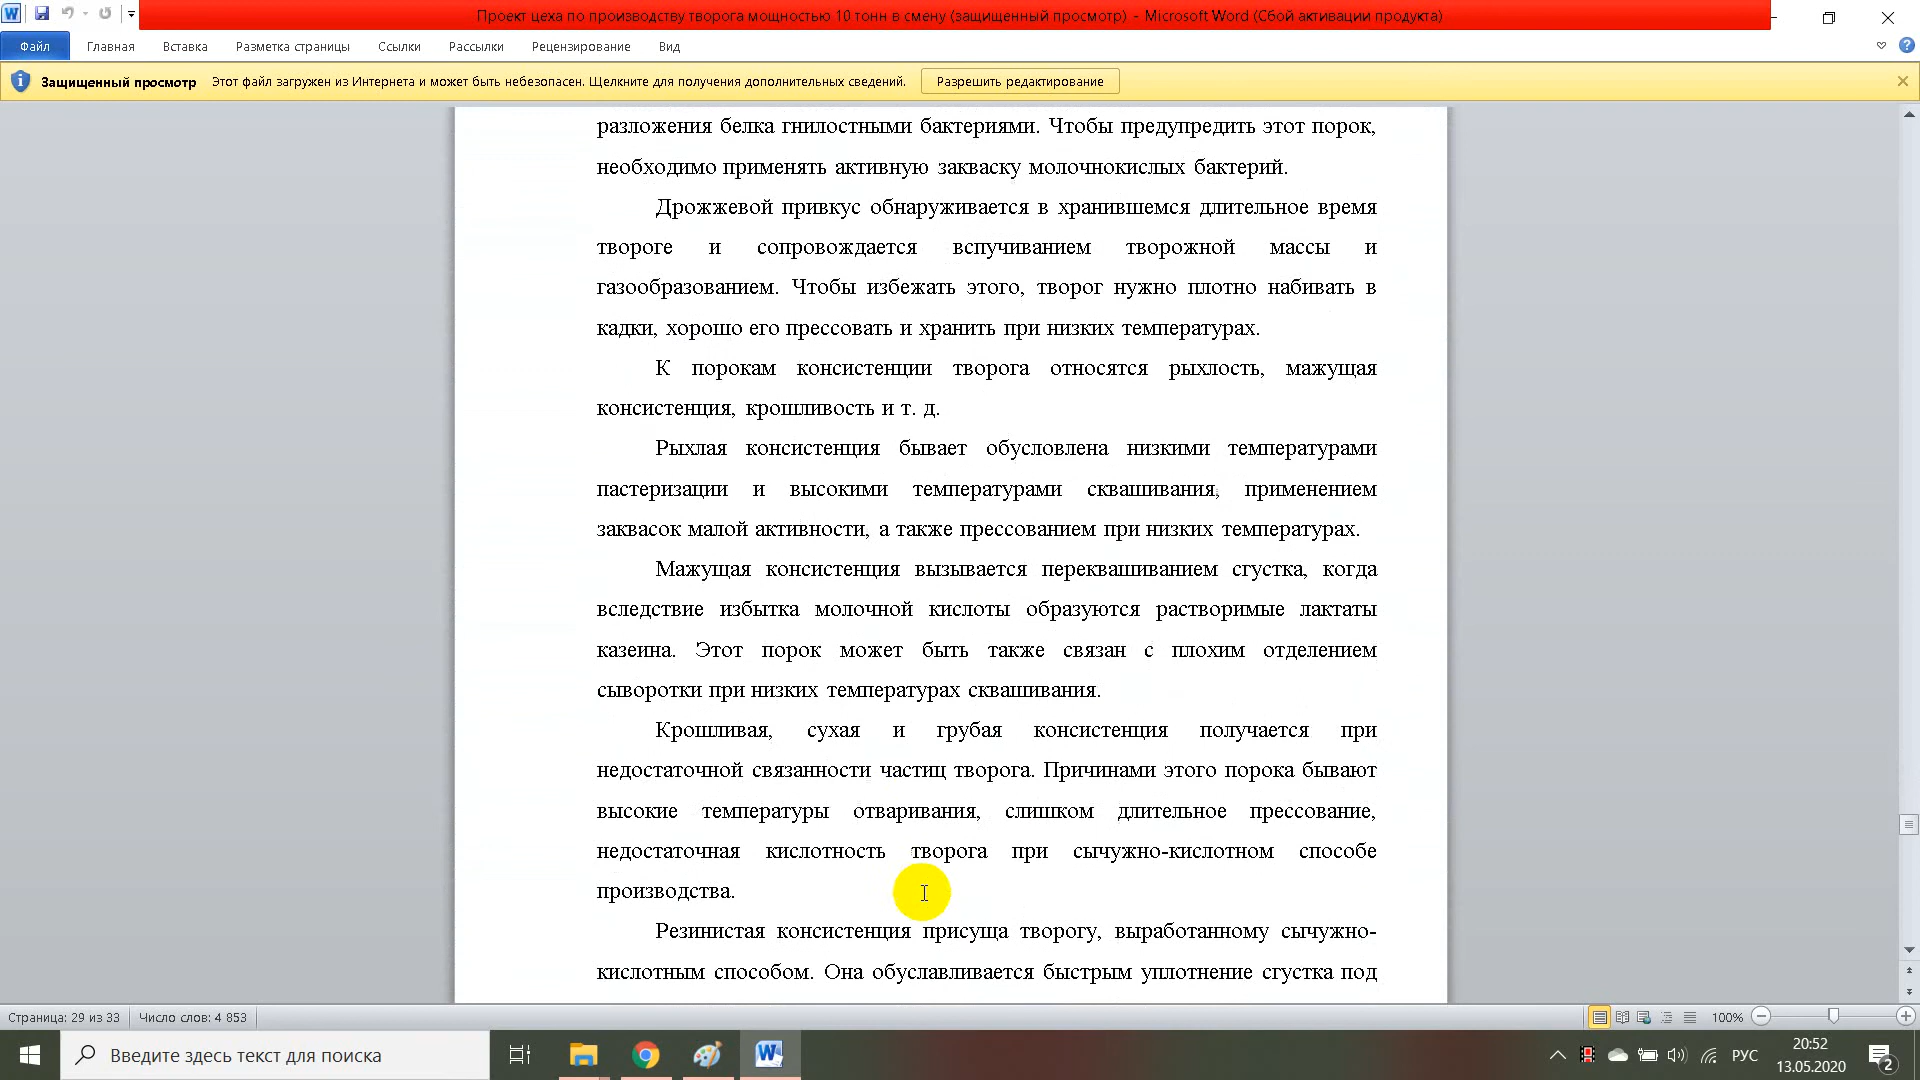 Проект цеха по производству творога мощностью 10 тонн в смену (защищенный просмотр) - Microsoft Word (Сбой активации продукта)
Файл Главная Вставка Разметка страницы Ссылки Рассылки Рецензирование Вид
Защищенный просмотр Этот файл загружен из Интернета и может быть небезопасен. Щелкните для получения дополнительных сведений. Разрешить редактирование
разложения белка гнилостными бактериями. Чтобы предупредить этот порок,
необходимо применять активную закваску молочнокислых бактерий.
Дрожжевой привкус обнаруживается в хранившемся длительное время
твороге и сопровождается вспучиванием творожной массы и
газообразованием. Чтобы избежать этого, творог нужно плотно набивать в
кадки, хорошо его прессовать и хранить при низких температурах.
К порокам консистенции творога относятся рыхлость, мажущая
консистенция, крошливость и т. д.
Рыхлая консистенция бывает обусловлена низкими температурами
пастеризации и высокими температурами сквашивания, применением
заквасок малой активности, а также прессованием при низких температурах.
Мажущая консистенция вызывается переквашиванием сгустка, когда
вследствие избытка молочной кислоты образуются растворимые лактаты
казеина. Этот порок может быть также связан с плохим отделением
сыворотки при низких температурах сквашивания.
Крошливая, сухая и грубая консистенция получается при
недостаточной связанности частиц творога. Причинами этого порока бывают
высокие температуры отваривания, слишком длительное прессование,
недостаточная кислотность творога при сычужно-кислотном способе
производства.
Резинистая консистенция присуща творогу, выработанному сычужно-
кислотным способом. Она обуславливается быстрым уплотнение сгустка под
Страница: 29 из 33 Число слов: 4 853 100%
Введите здесь текст для поиска
РУС
20:52
13.05.2020
2